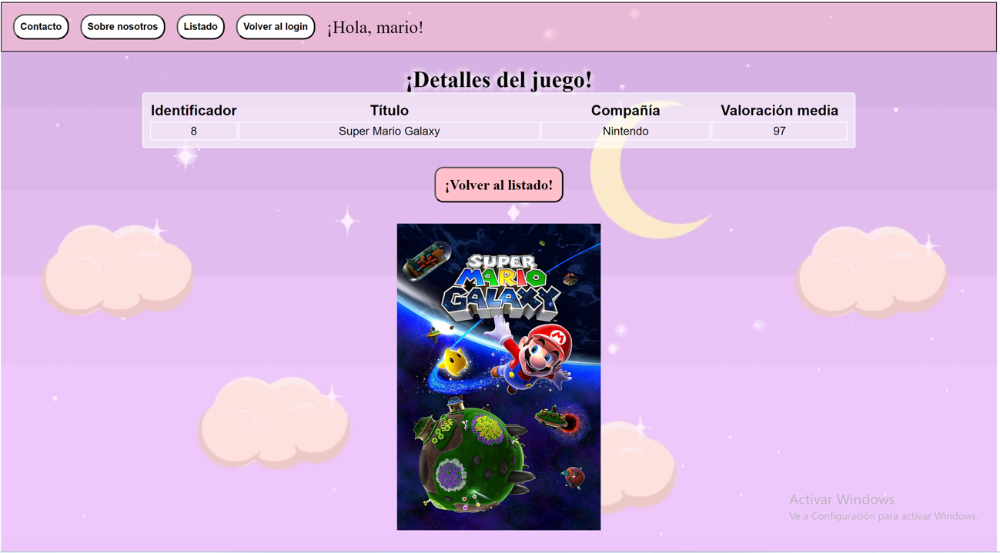 Contacto Sobre nosotros Listado Volver al login ¡Hola, mario!
¡Detalles del juego!
Identificador Título Compañía Valoración media
8 Super Mario Galaxy Nintendo 97
¡Volver al listado!
SUPER
MARIO
GALAXY
TM
M
Activar Windows
Ve a Configuración para activar Windows.